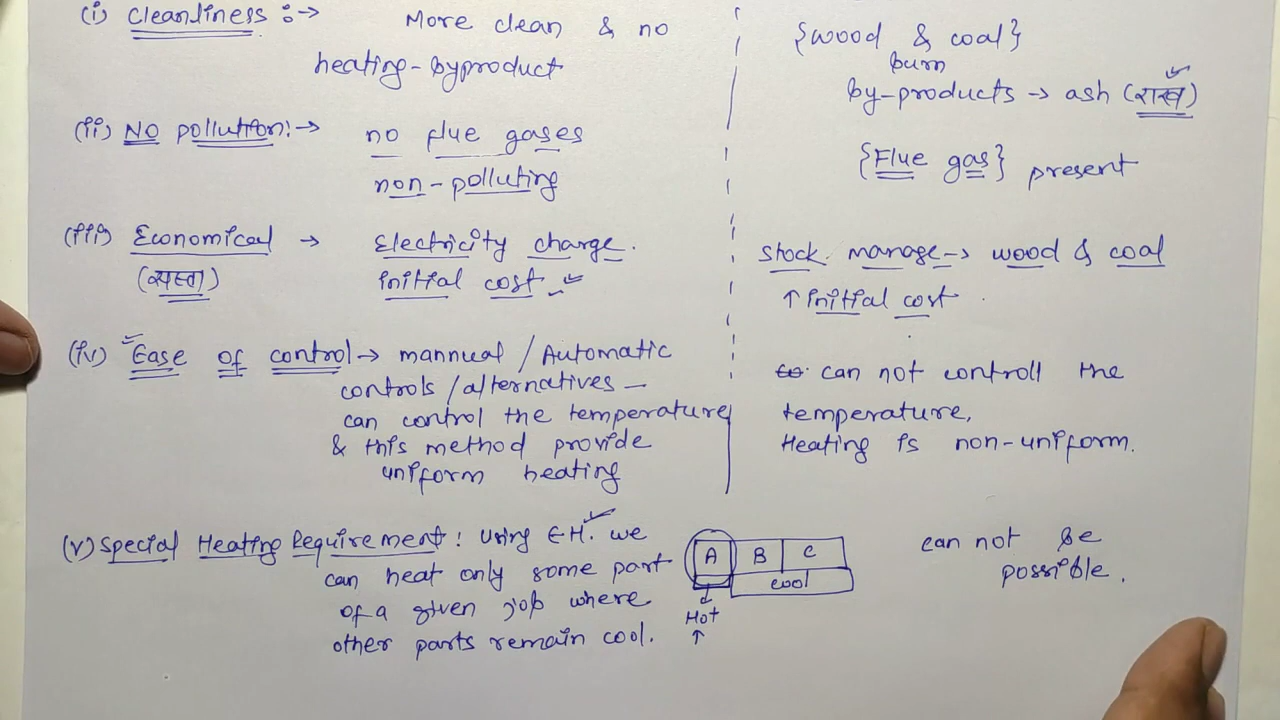 (i) Cleanliness :→ More clean & no
heating-byproduct
{wood & coal}
burn
by-products → ash (राख)
(ii) NO pollution:→ no flue gases
non-polluting
{Flue gas} present
(iii) Economical → Electricity charge.
(सस्ता) initial cost
stock manage → wood & coal
↑ initial cost.
(iv) Ease of control → mannual / Automatic
controls / alternatives —
can control the temperature
& this method provide
uniform heating
can not controll the
temperature,
Heating is non-uniform.
(v) Special Heating Requirement : Using E.H. we
can heat only some part
of a given job where
other parts remain cool.
A B C
cool
Hot
↑
can not be
possible.